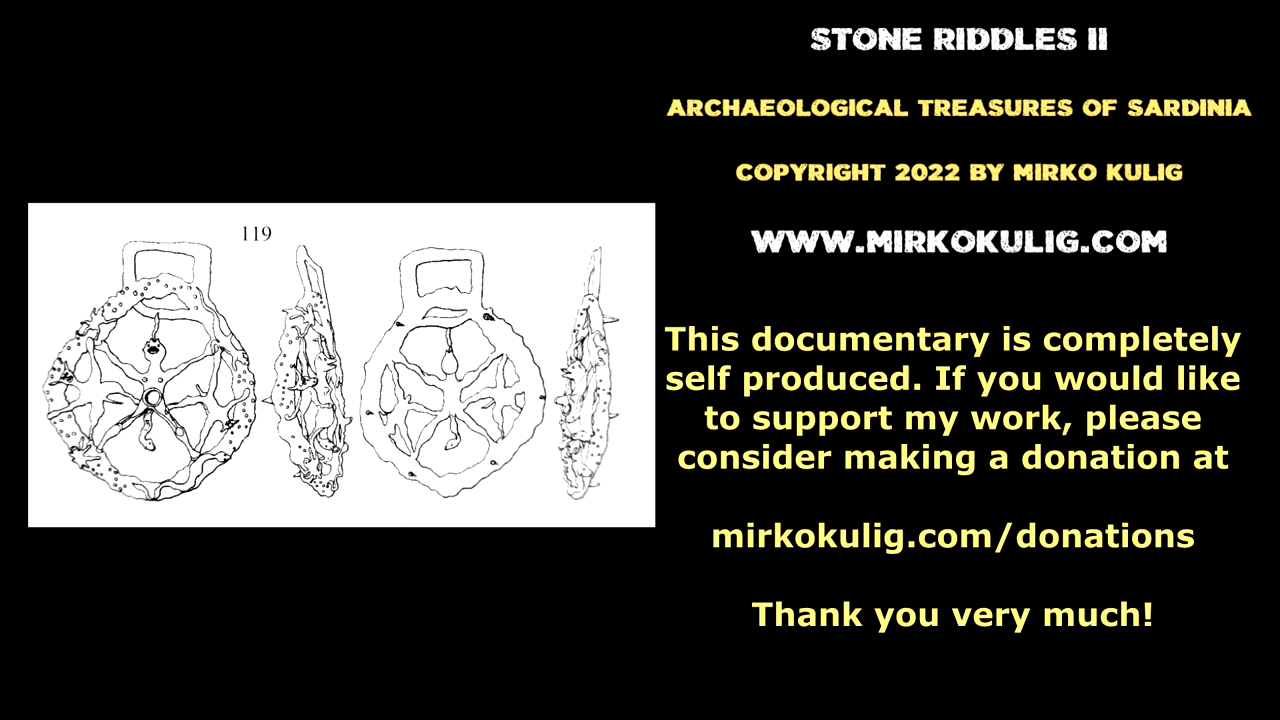 119
STONE RIDDLES II
ARCHAEOLOGICAL TREASURES OF SARDINIA
COPYRIGHT 2022 BY MIRKO KULIG
WWW.MIRKOKULIG.COM
This documentary is completely
self produced. If you would like
to support my work, please
consider making a donation at
mirkokulig.com/donations
Thank you very much!